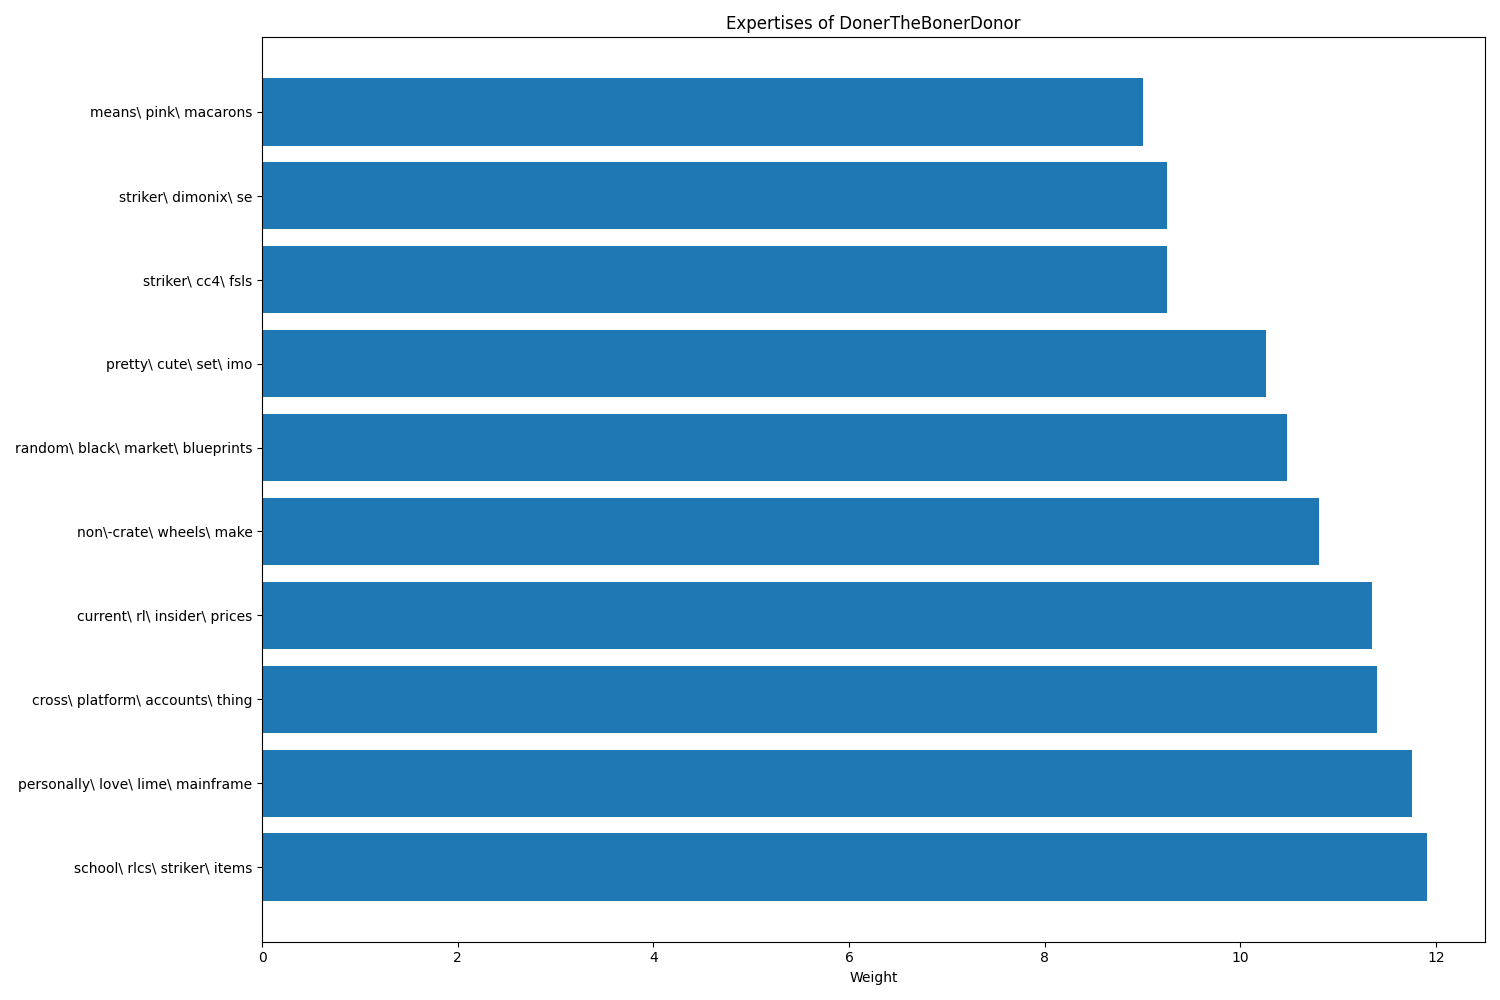 Expertises of DonerTheBonerDonor
means\ pink\ macarons
striker\ dimonix\ se
striker\ cc4\ fsls
pretty\ cute\ set\ imo
random\ black\ market\ blueprints
non\-crate\ wheels\ make
current\ rl\ insider\ prices
cross\ platform\ accounts\ thing
personally\ love\ lime\ mainframe
school\ rlcs\ striker\ items
0 2 4 6 8 10 12
Weight